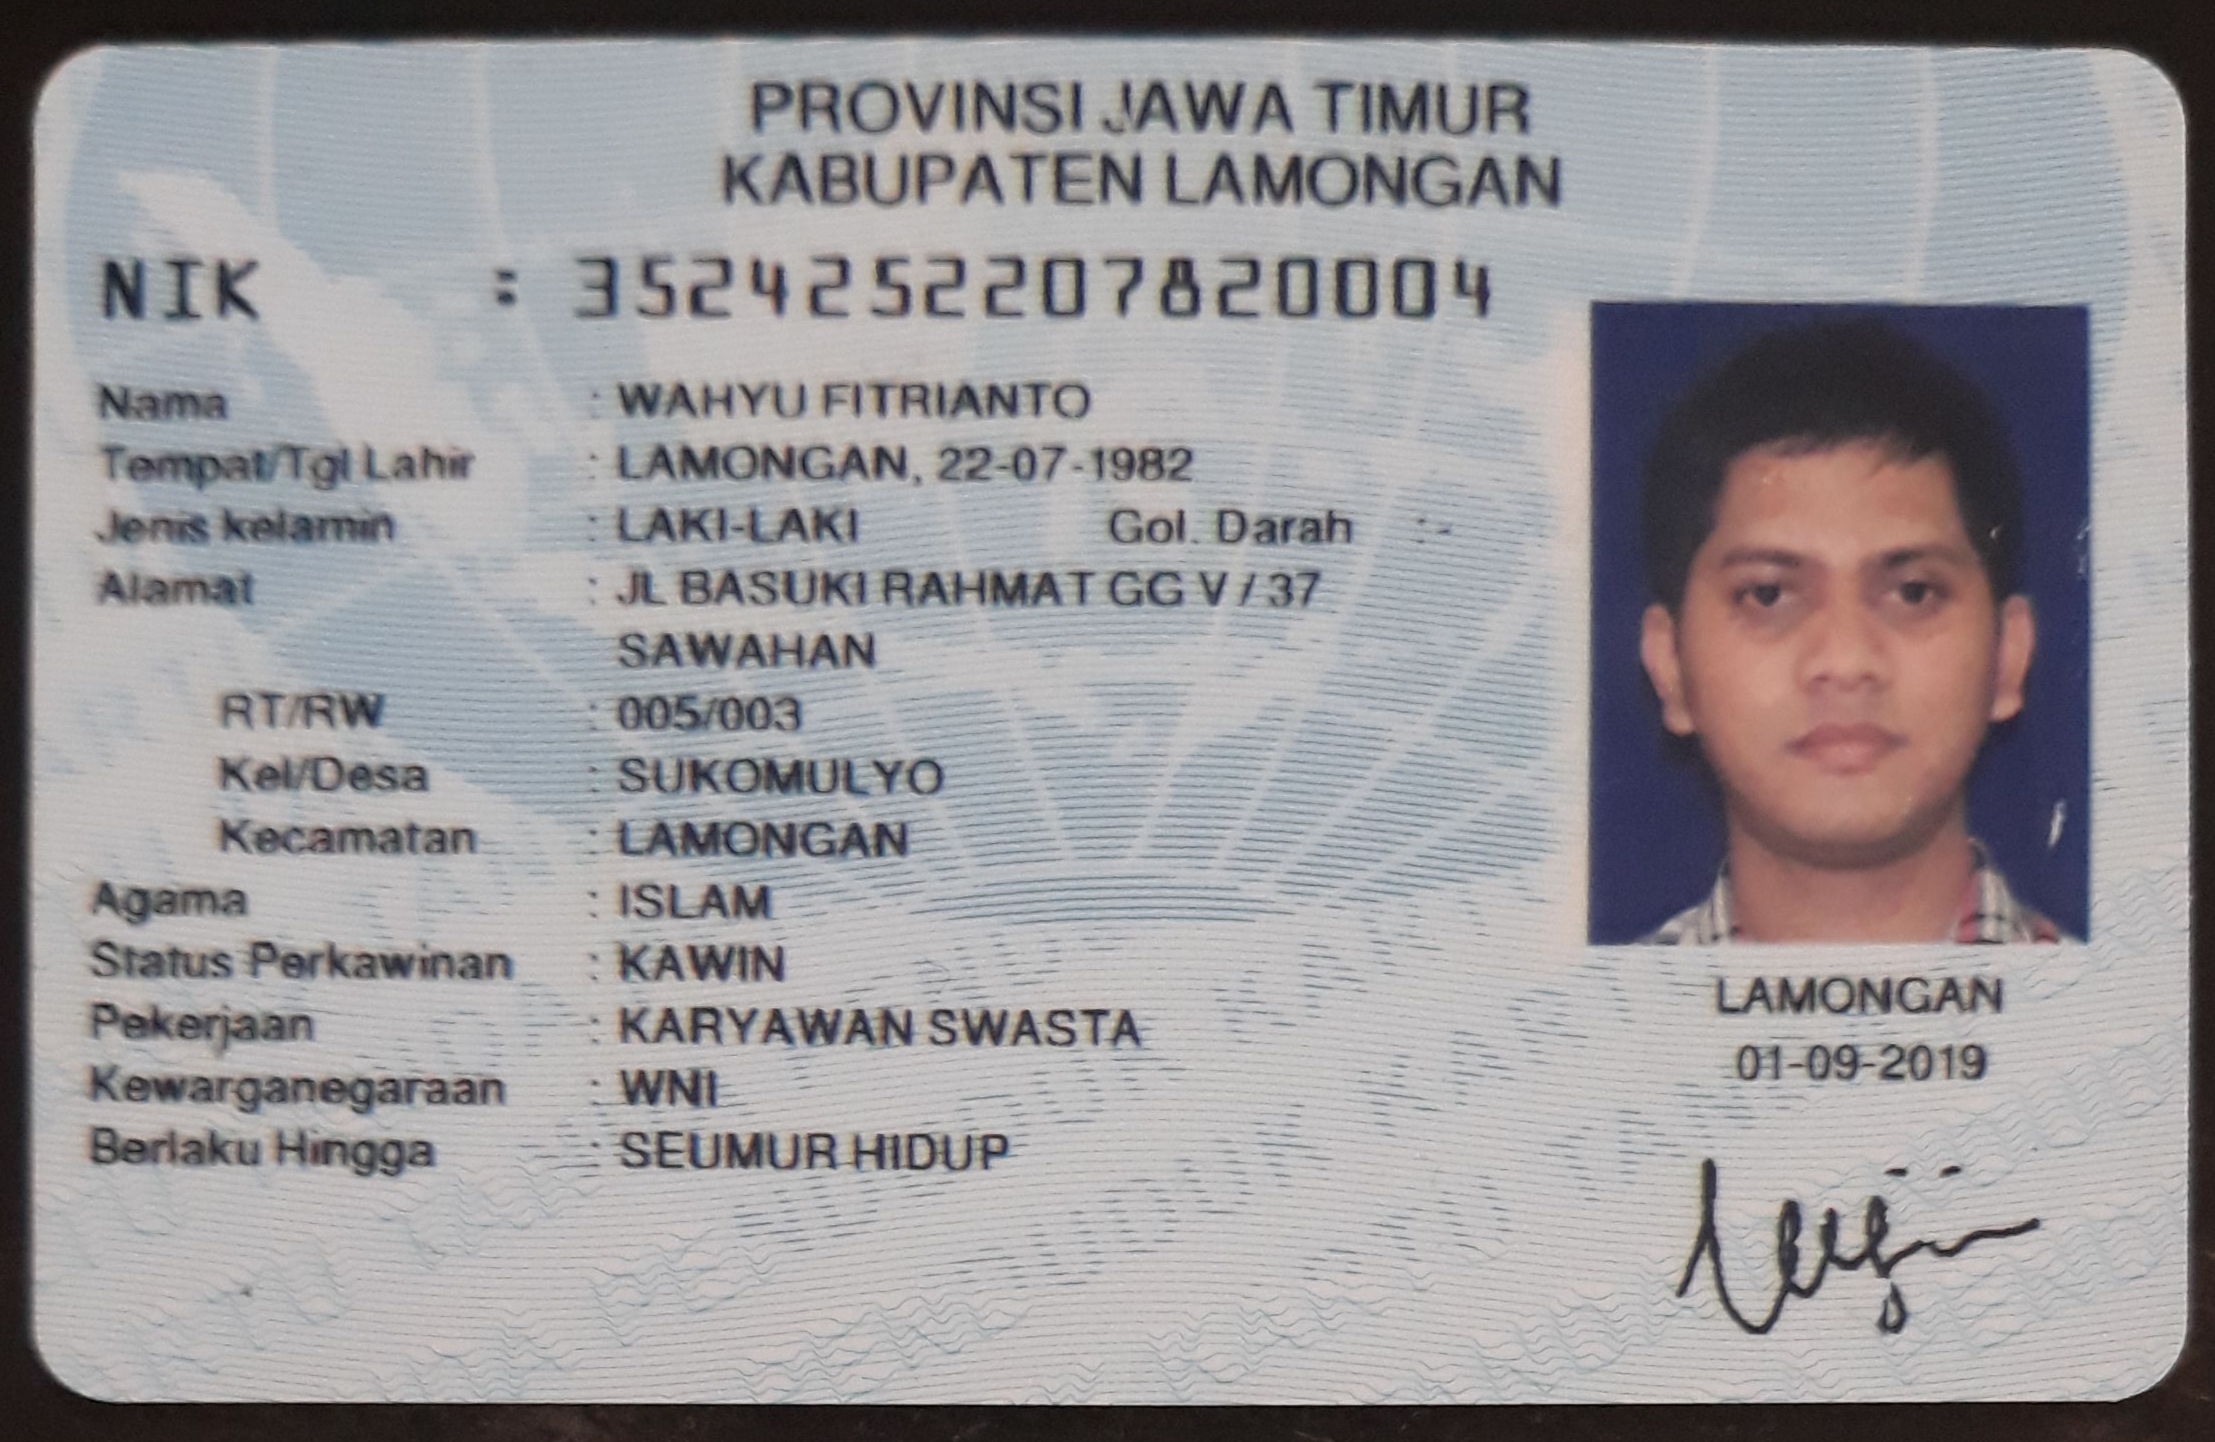 PROVINSI JAWA TIMUR
KABUPATEN LAMONGAN
NIK : 3524252207820004
Nama : WAHYU FITRIANTO
Tempat/Tgl Lahir : LAMONGAN, 22-07-1982
Jenis kelamin : LAKI-LAKI Gol. Darah : -
Alamat : JL BASUKI RAHMAT GG V / 37
SAWAHAN
RT/RW : 005/003
Kel/Desa : SUKOMULYO
Kecamatan : LAMONGAN
Agama : ISLAM
Status Perkawinan : KAWIN
Pekerjaan : KARYAWAN SWASTA
Kewarganegaraan : WNI
Berlaku Hingga : SEUMUR HIDUP
LAMONGAN
01-09-2019